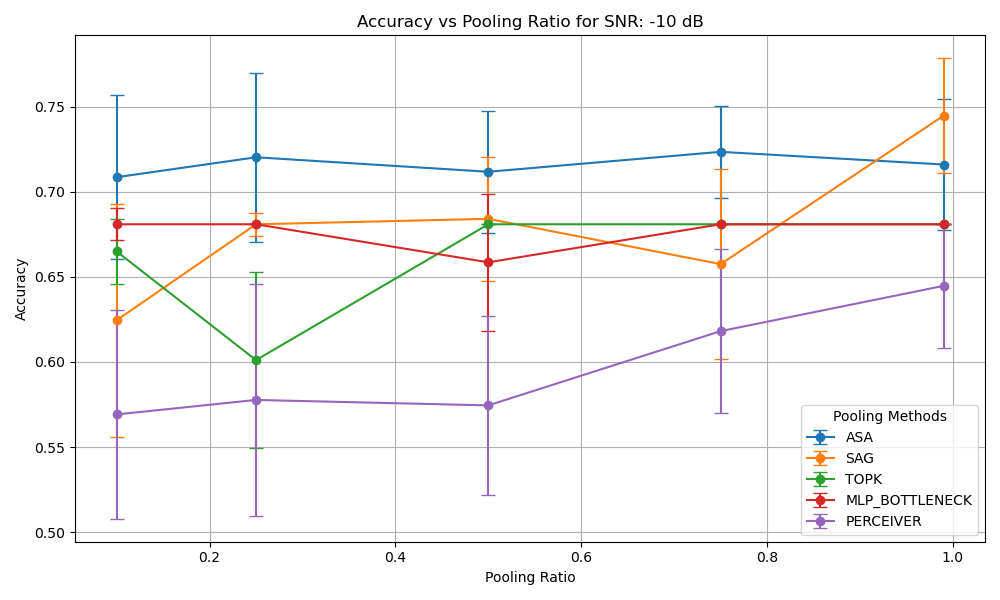 Accuracy vs Pooling Ratio for SNR: -10 dB
Accuracy
0.75
0.70
0.65
0.60
0.55
0.50
0.2
0.4
0.6
0.8
1.0
Pooling Ratio
Pooling Methods
ASA
SAG
TOPK
MLP_BOTTLENECK
PERCEIVER